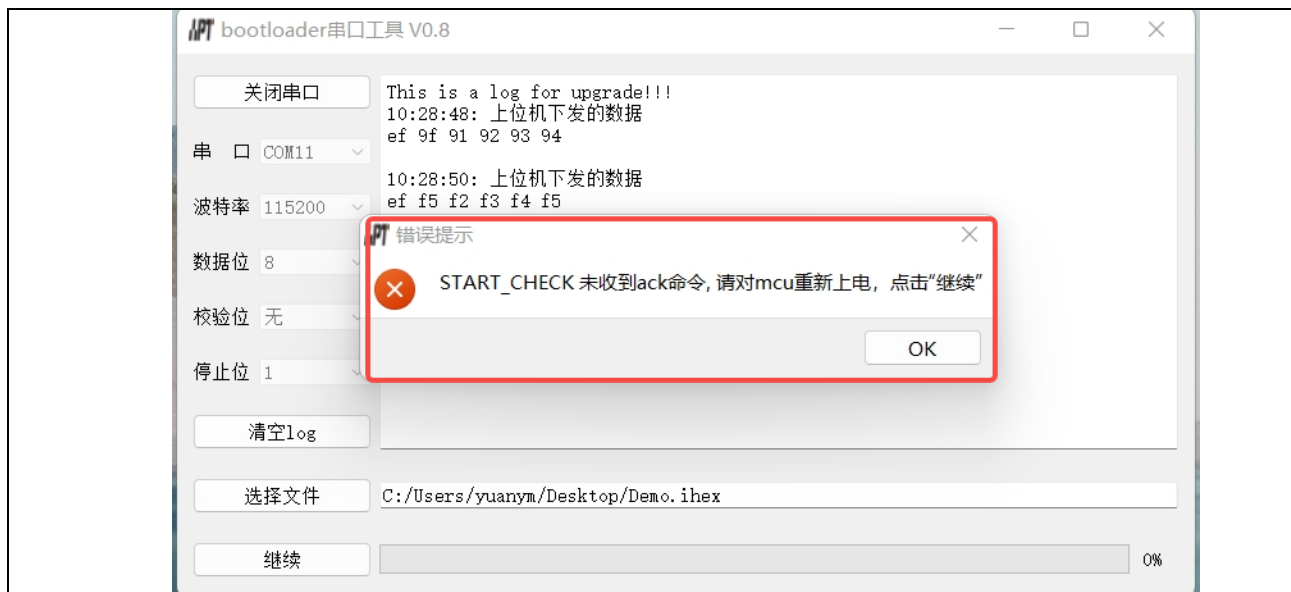 APT bootloader串口工具 V0.8
关闭串口
This is a log for upgrade!!!
10:28:48: 上位机下发的数据
ef 9f 91 92 93 94
串 口 COM11
10:28:50: 上位机下发的数据
波特率 115200
ef f5 f2 f3 f4 f5
APT 错误提示
数据位 8
START_CHECK 未收到ack命令, 请对mcu重新上电，点击“继续”
校验位 无
OK
停止位 1
清空log
选择文件 C:/Users/yuanym/Desktop/Demo.ihex
继续 0%